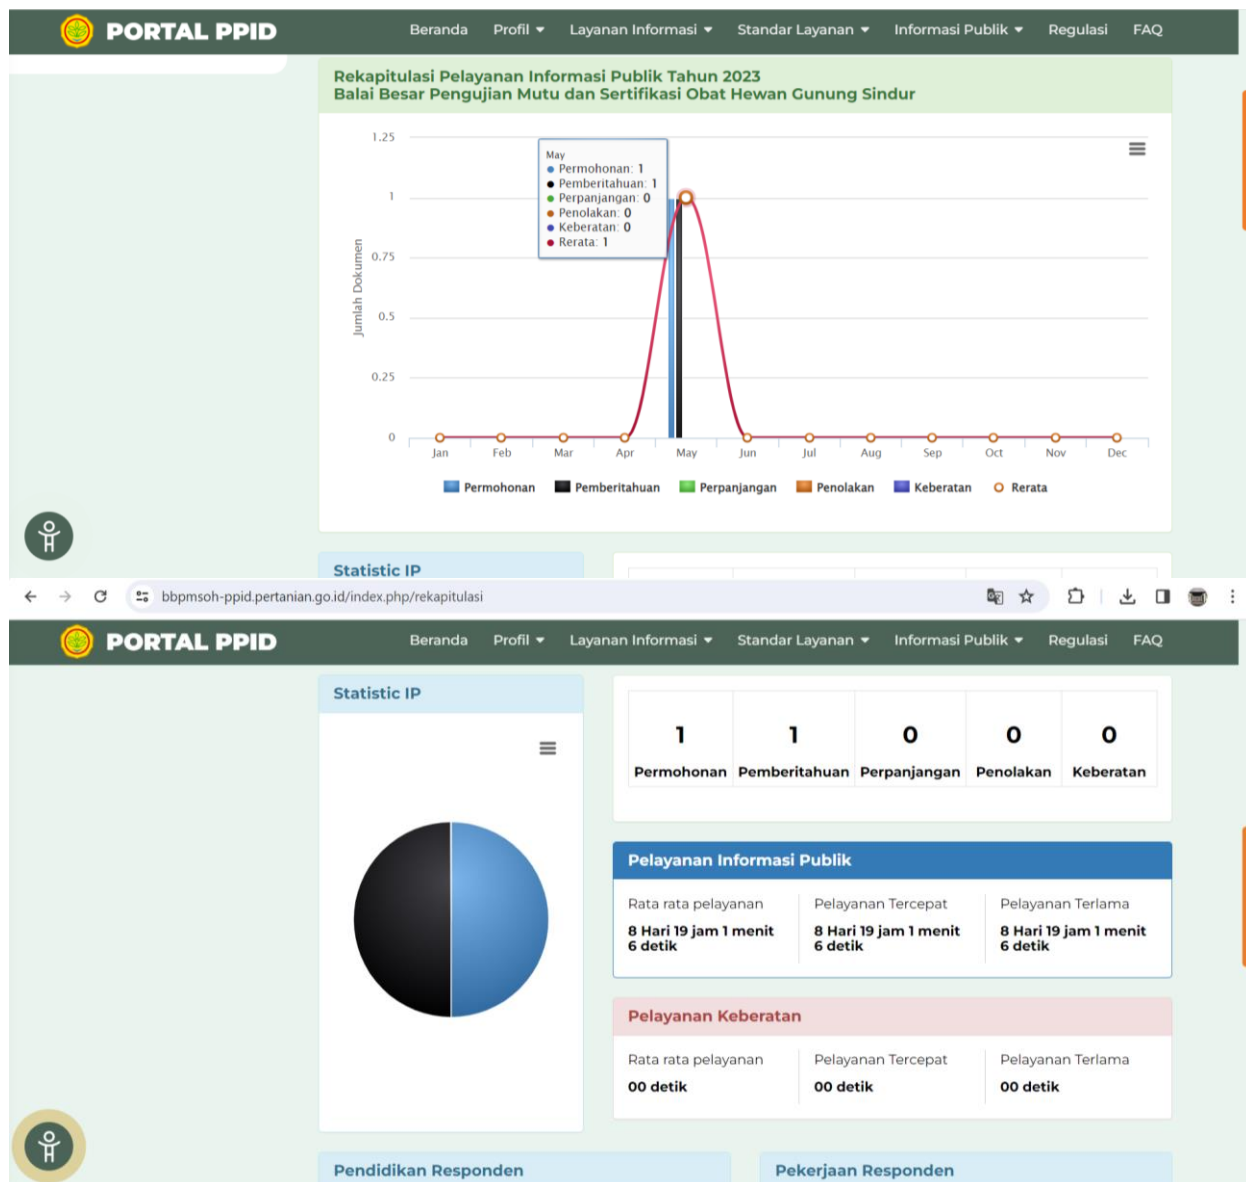 PORTAL PPID
Beranda Profil Layanan Informasi Standar Layanan Informasi Publik Regulasi FAQ
Rekapitulasi Pelayanan Informasi Publik Tahun 2023
Balai Besar Pengujian Mutu dan Sertifikasi Obat Hewan Gunung Sindur
1.25
1
0.75
0.5
0.25
0
Jumlah Dokumen
May
Permohonan: 1
Pemberitahuan: 1
Perpanjangan: 0
Penolakan: 0
Keberatan: 0
Rerata: 1
Jan Feb Mar Apr May Jun Jul Aug Sep Oct Nov Dec
Permohonan Pemberitahuan Perpanjangan Penolakan Keberatan Rerata
Statistic IP
bbpmsoh-ppid.pertanian.go.id/index.php/rekapitulasi
PORTAL PPID
Beranda Profil Layanan Informasi Standar Layanan Informasi Publik Regulasi FAQ
Statistic IP
1 1 0 0 0
Permohonan Pemberitahuan Perpanjangan Penolakan Keberatan
Pelayanan Informasi Publik
Rata rata pelayanan
8 Hari 19 jam 1 menit
6 detik
Pelayanan Tercepat
8 Hari 19 jam 1 menit
6 detik
Pelayanan Terlama
8 Hari 19 jam 1 menit
6 detik
Pelayanan Keberatan
Rata rata pelayanan
00 detik
Pelayanan Tercepat
00 detik
Pelayanan Terlama
00 detik
Pendidikan Responden
Pekerjaan Responden